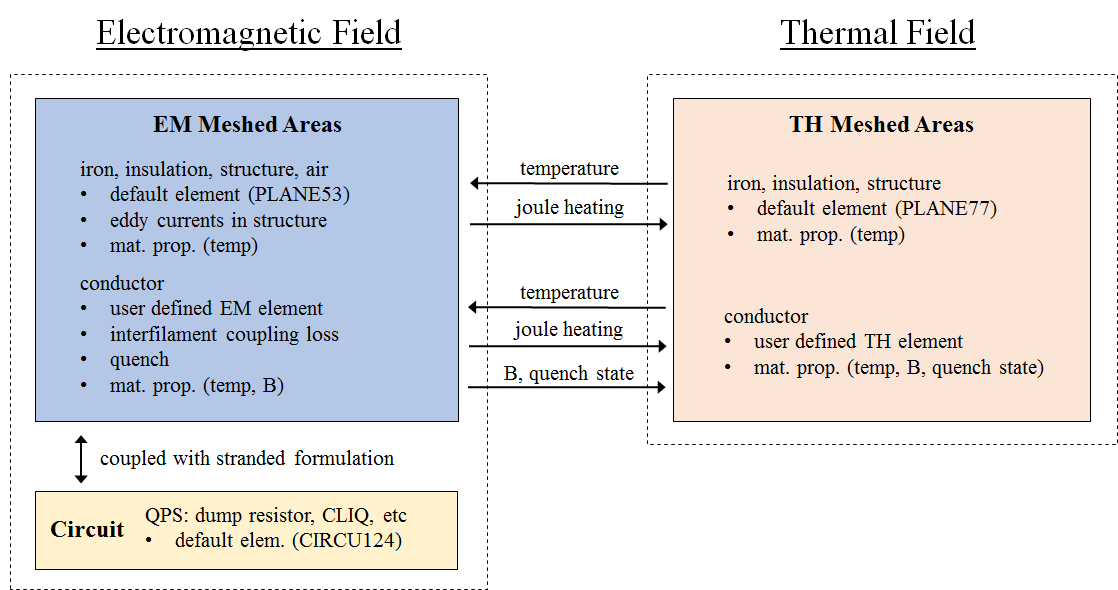 Electromagnetic Field
Thermal Field
EM Meshed Areas
iron, insulation, structure, air
• default element (PLANE53)
• eddy currents in structure
• mat. prop. (temp)
conductor
• user defined EM element
• interfilament coupling loss
• quench
• mat. prop. (temp, B)
temperature
joule heating
temperature
joule heating
B, quench state
TH Meshed Areas
iron, insulation, structure
• default element (PLANE77)
• mat. prop. (temp)
conductor
• user defined TH element
• mat. prop. (temp, B, quench state)
coupled with stranded formulation
Circuit
QPS: dump resistor, CLIQ, etc
• default elem. (CIRCU124)